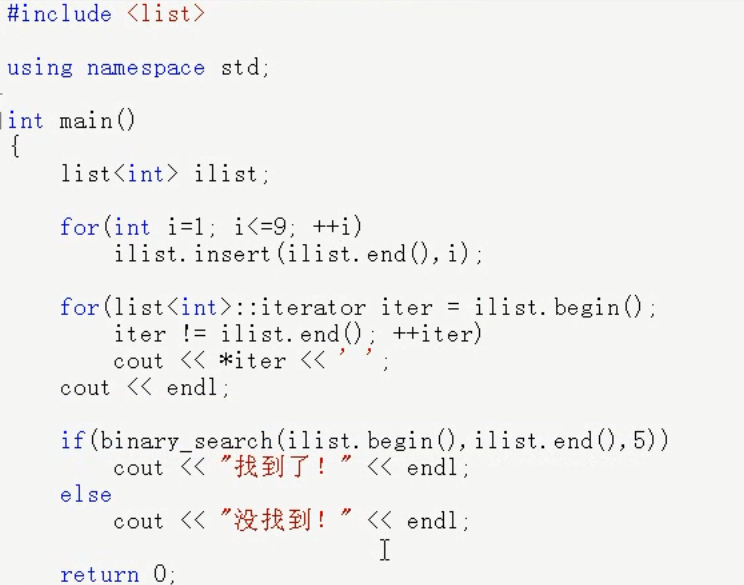 #include <list>
using namespace std;
int main()
{
    list<int> ilist;
    for(int i=1; i<=9; ++i)
        ilist.insert(ilist.end(),i);
    for(list<int>::iterator iter = ilist.begin();
        iter != ilist.end(); ++iter)
        cout << *iter << ' ';
    cout << endl;
    if(binary_search(ilist.begin(),ilist.end(),5))
        cout << "找到了！" << endl;
    else
        cout << "没找到！" << endl;
    return 0;